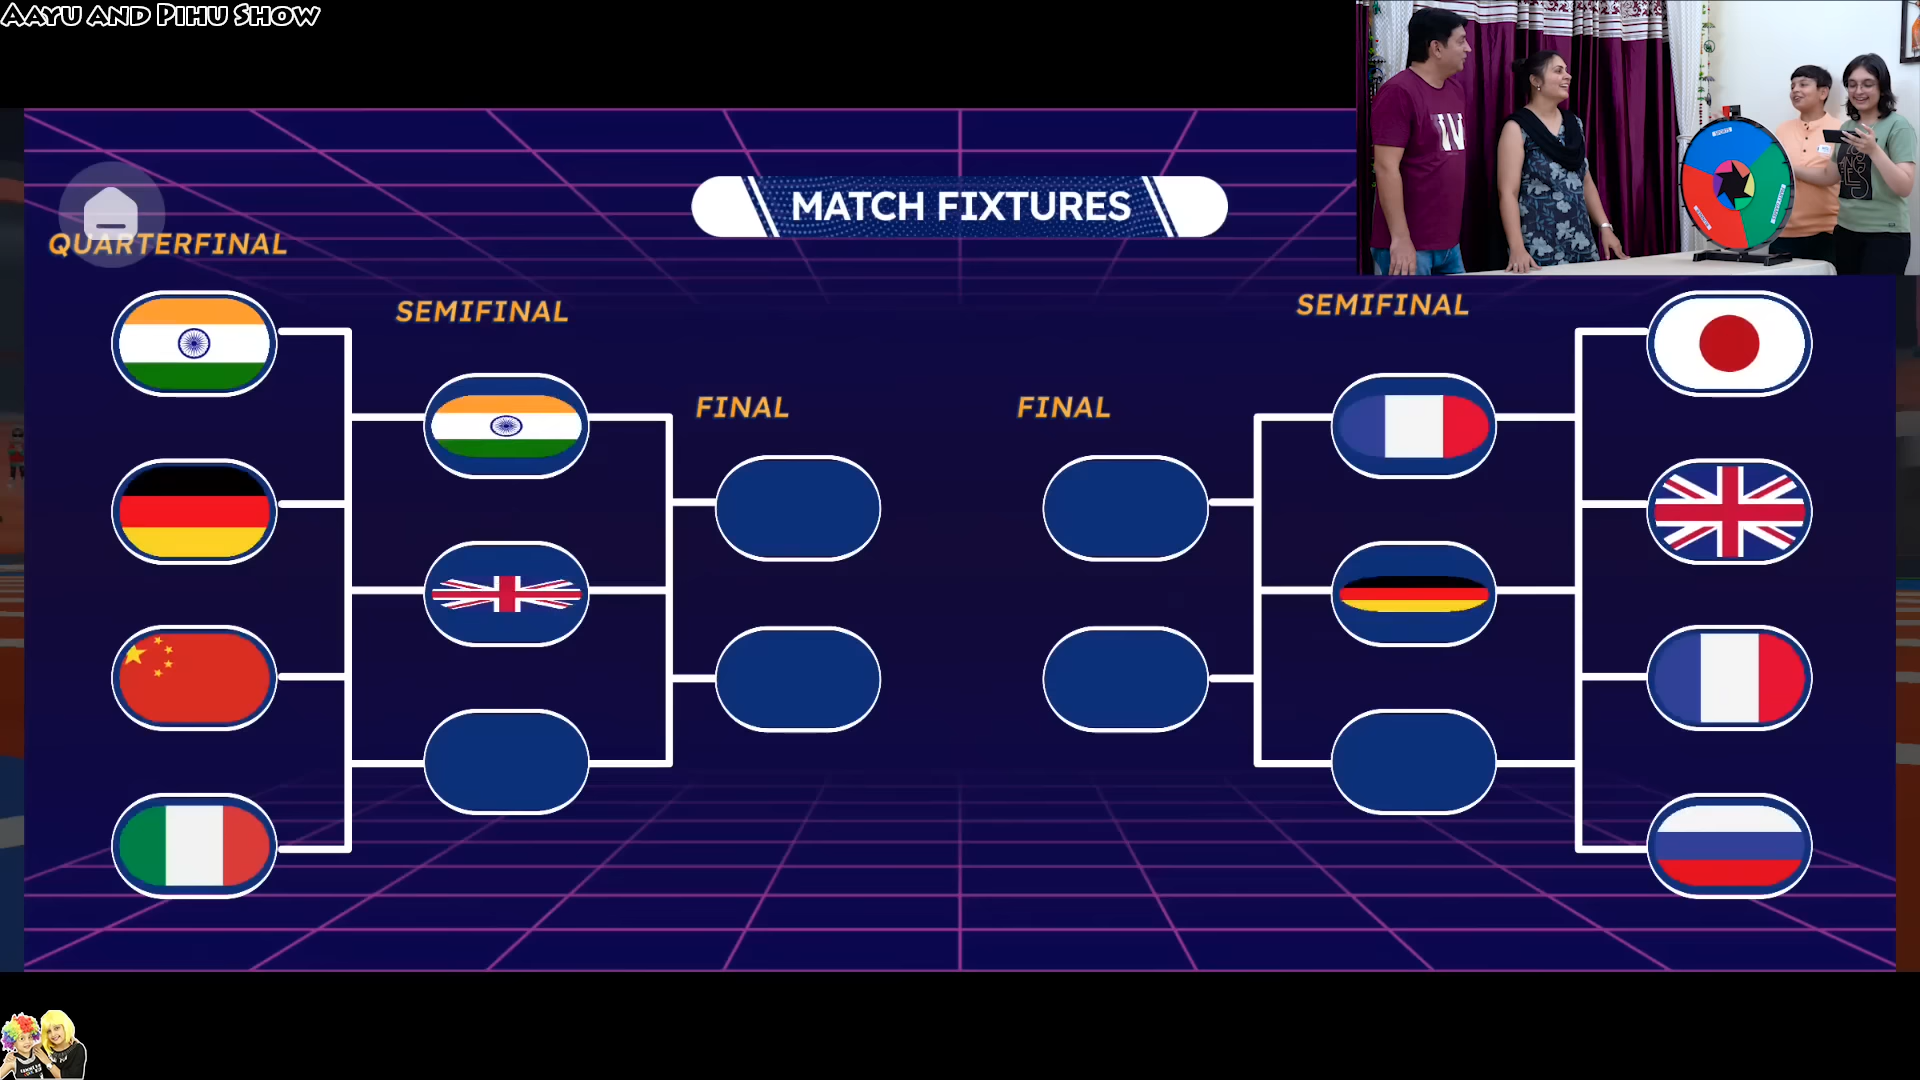 Aayu and Pihu Show
MATCH FIXTURES
QUARTERFINAL
SEMIFINAL
SEMIFINAL
FINAL
FINAL